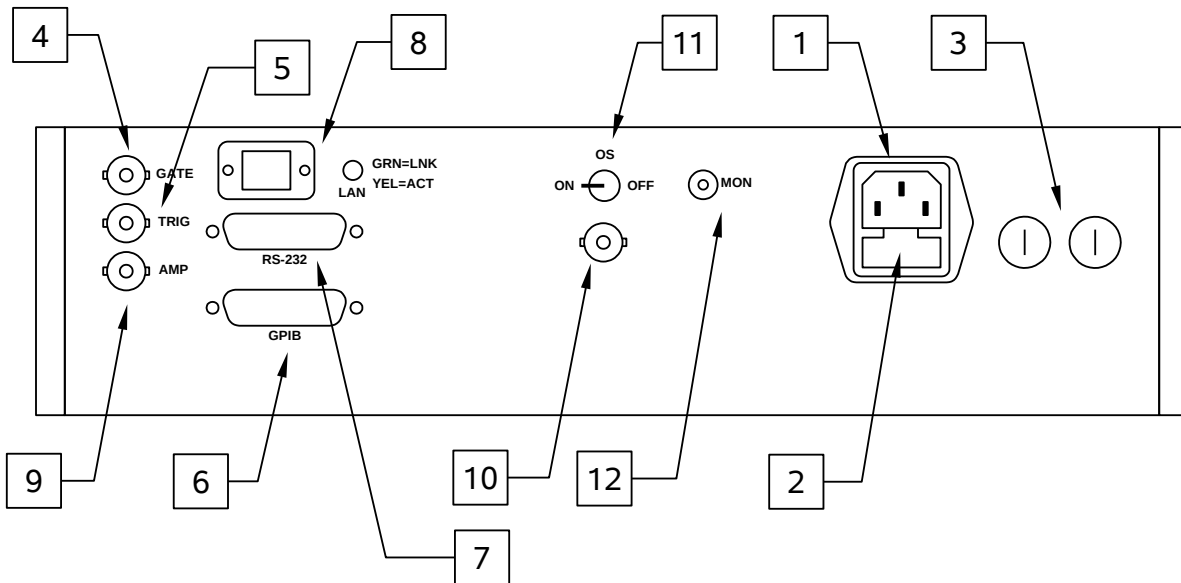 4
5
8
11
1
3
GATE
TRIG
AMP
GRN=LNK
YEL=ACT
LAN
RS-232
GPIB
OS
ON
OFF
MON
9
6
7
10
12
2